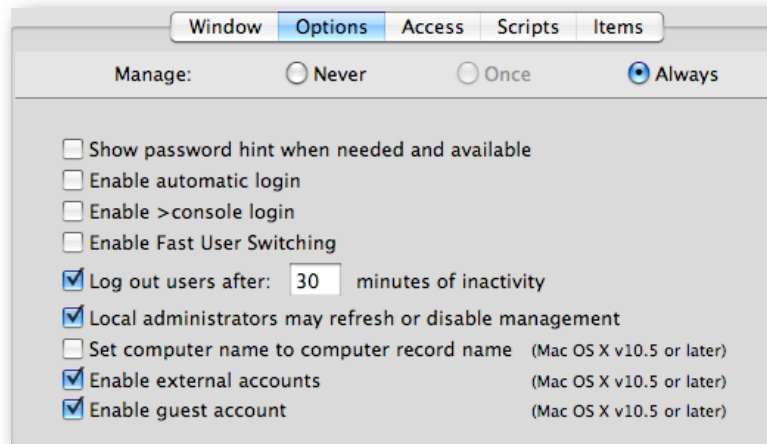 Window Options Access Scripts Items
Manage: Never Once Always
Show password hint when needed and available
Enable automatic login
Enable >console login
Enable Fast User Switching
Log out users after: 30 minutes of inactivity
Local administrators may refresh or disable management
Set computer name to computer record name (Mac OS X v10.5 or later)
Enable external accounts (Mac OS X v10.5 or later)
Enable guest account (Mac OS X v10.5 or later)